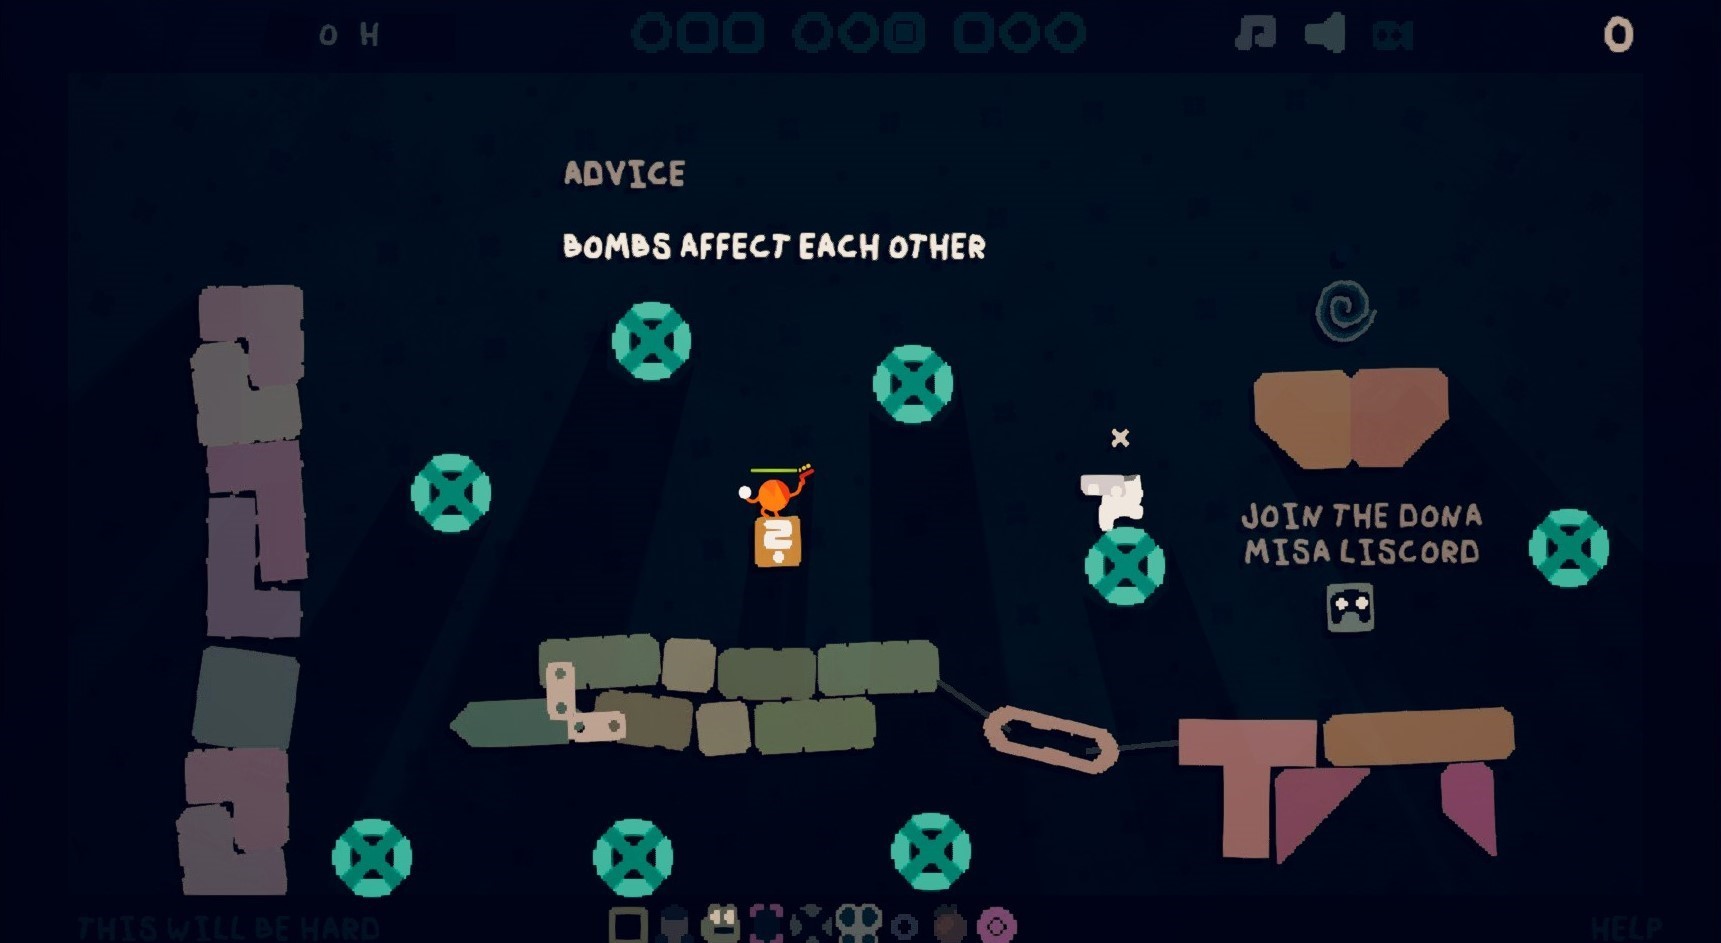 0 H
0
ADVICE
BOMBS AFFECT EACH OTHER
JOIN THE DONA
MISA LISCORD
THIS WILL BE HARD
HELP